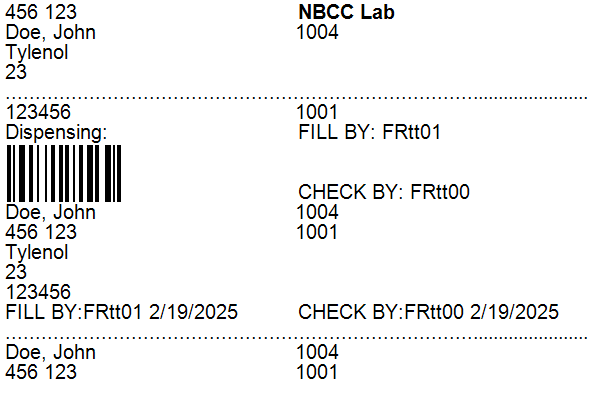 456 123 NBCC Lab
Doe, John 1004
Tylenol
23
123456 1001
Dispensing: FILL BY: FRtt01
CHECK BY: FRtt00
Doe, John 1004
456 123 1001
Tylenol
23
123456
FILL BY:FRtt01 2/19/2025 CHECK BY:FRtt00 2/19/2025
Doe, John 1004
456 123 1001